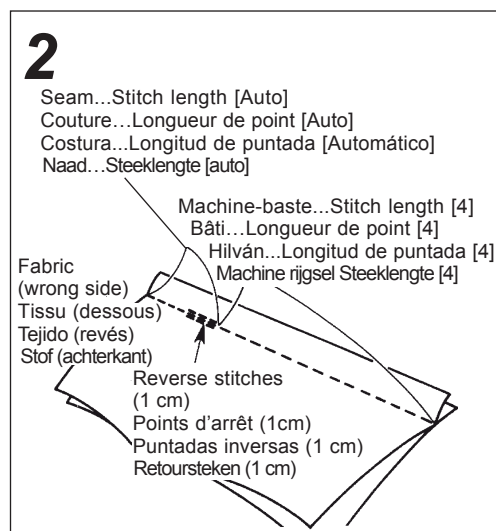 2
Seam...Stitch length [Auto]
Couture…Longueur de point [Auto]
Costura...Longitud de puntada [Automático]
Naad…Steeklengte [auto]
Machine-baste...Stitch length [4]
Bâti…Longueur de point [4]
Hilván...Longitud de puntada [4]
Machine rijgsel Steeklengte [4]
Fabric
(wrong side)
Tissu (dessous)
Tejido (revés)
Stof (achterkant)
Reverse stitches
(1 cm)
Points d’arrêt (1cm)
Puntadas inversas (1 cm)
Retoursteken (1 cm)